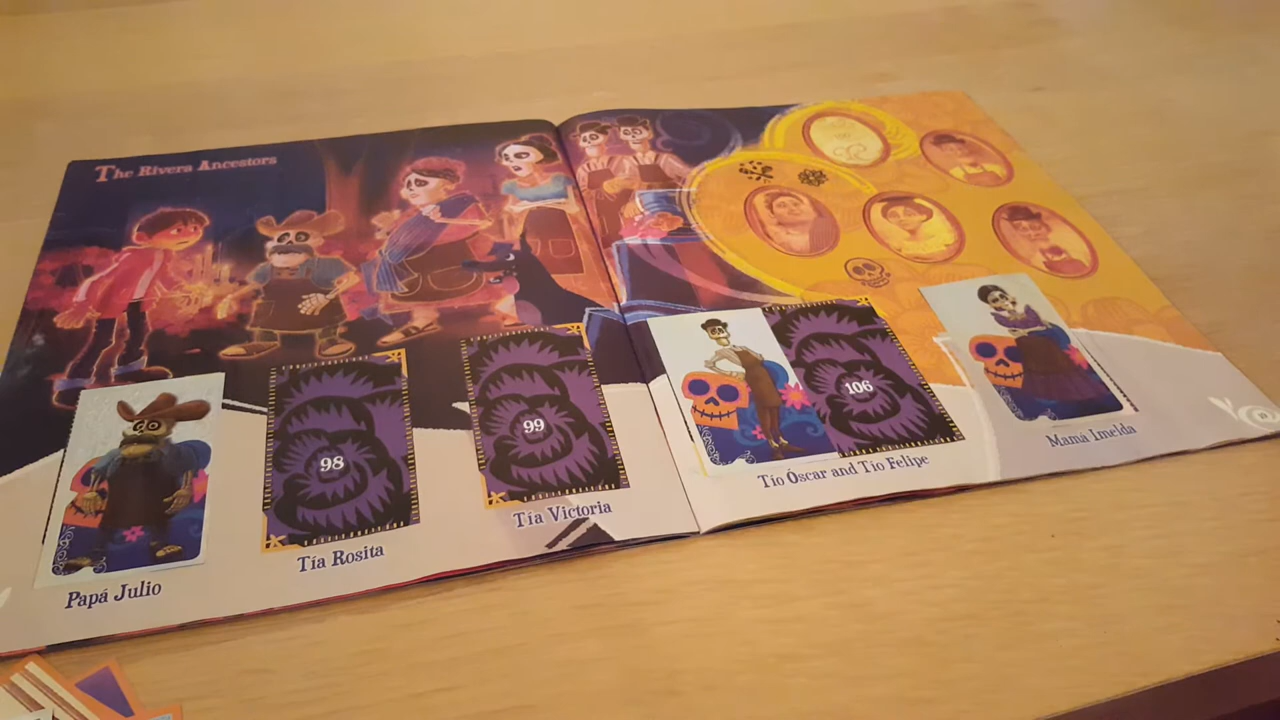 The Rivera Ancestors
98
99
106
Papá Julio
Tía Rosita
Tía Victoria
Tío Óscar and Tío Felipe
Mamá Imelda